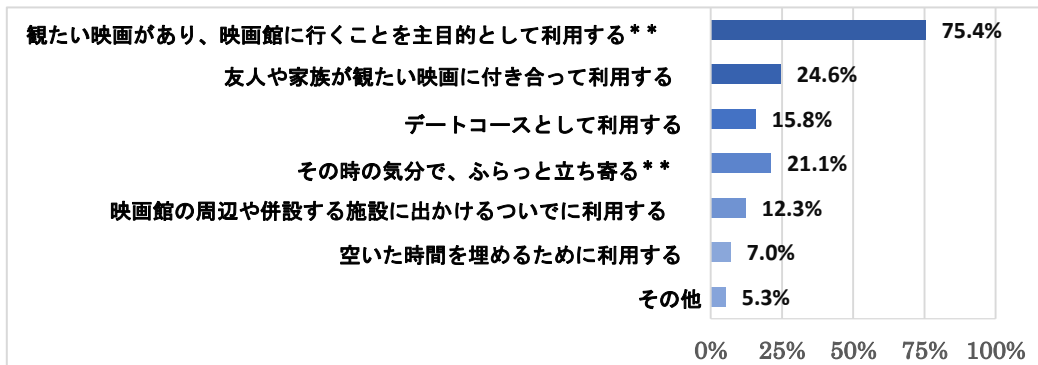 観たい映画があり、映画館に行くことを主目的として利用する** 75.4%
友人や家族が観たい映画に付き合って利用する 24.6%
デートコースとして利用する 15.8%
その時の気分で、ふらっと立ち寄る** 21.1%
映画館の周辺や併設する施設に出かけるついでに利用する 12.3%
空いた時間を埋めるために利用する 7.0%
その他 5.3%
0% 25% 50% 75% 100%